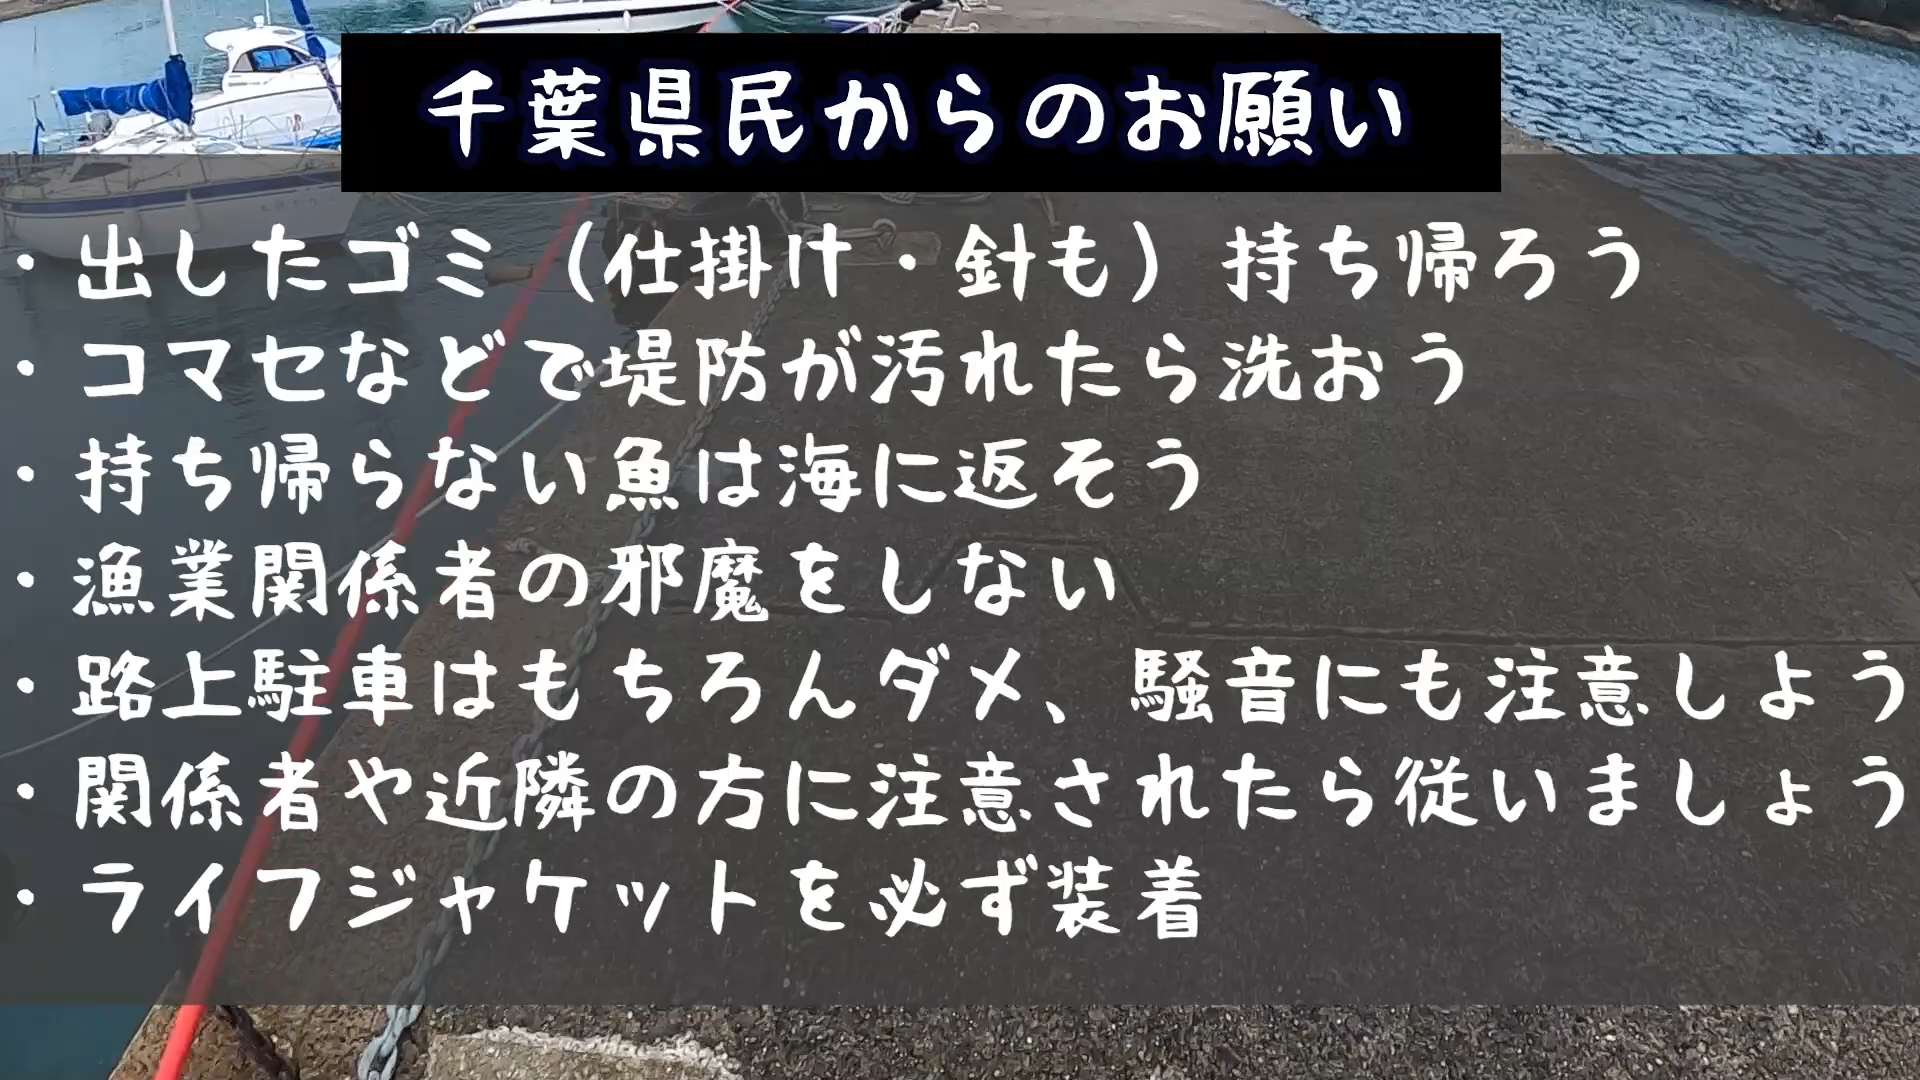 千葉県民からのお願い
・出したゴミ（仕掛け・針も）持ち帰ろう
・コマセなどで堤防が汚れたら洗おう
・持ち帰らない魚は海に返そう
・漁業関係者の邪魔をしない
・路上駐車はもちろんダメ、騒音にも注意しよう
・関係者や近隣の方に注意されたら従いましょう
・ライフジャケットを必ず装着